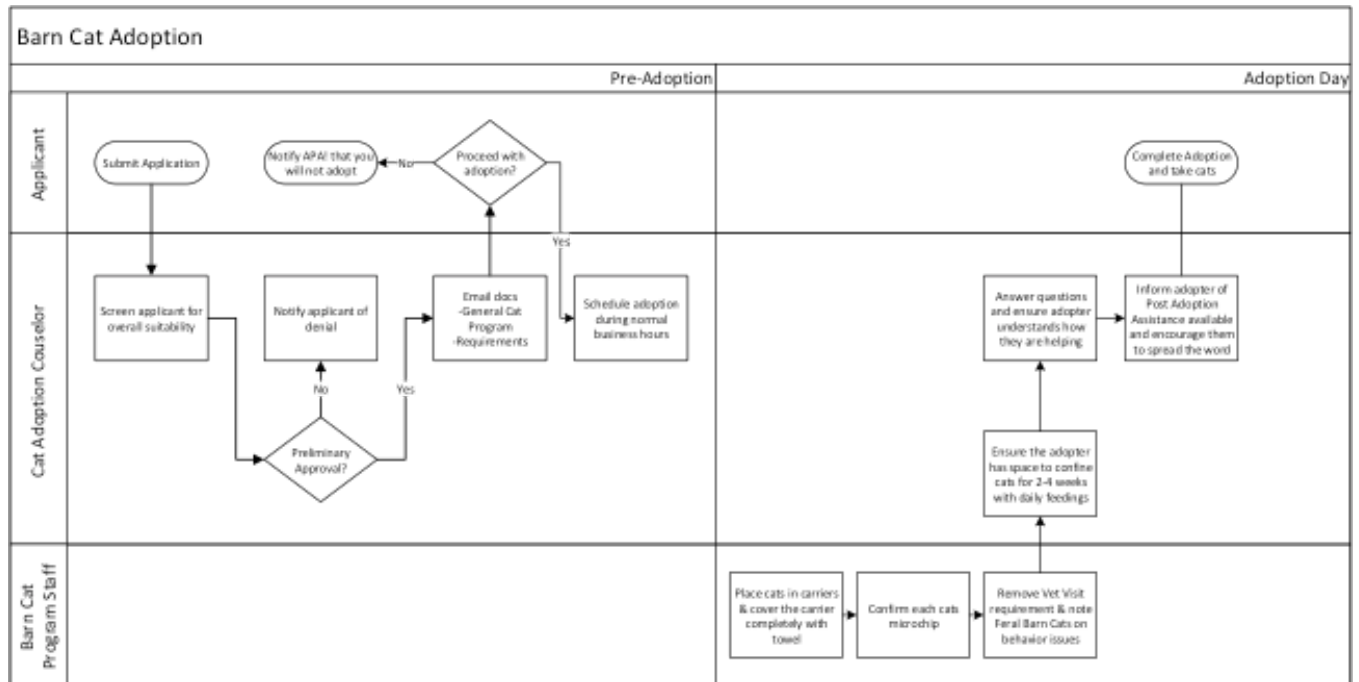 Barn Cat Adoption
Pre-Adoption
Adoption Day
Applicant
Submit Application
Notify APA! that you
will not adopt
No
Proceed with
adoption?
Yes
Complete Adoption
and take cats
Cat Adoption Couselor
Screen applicant for
overall suitability
Notify applicant of
denial
No
Preliminary
Approval?
Yes
Email docs
-General Cat
Program
-Requirements
Schedule adoption
during normal
business hours
Answer questions
and ensure adopter
understands how
they are helping
Inform adopter of
Post Adoption
Assistance available
and encourage them
to spread the word
Ensure the adopter
has space to confine
cats for 2-4 weeks
with daily feedings
Barn Cat
Program Staff
Place cats in carriers
& cover the carrier
completely with
towel
Confirm each cats
microchip
Remove Vet Visit
requirement & note
Feral Barn Cats on
behavior issues